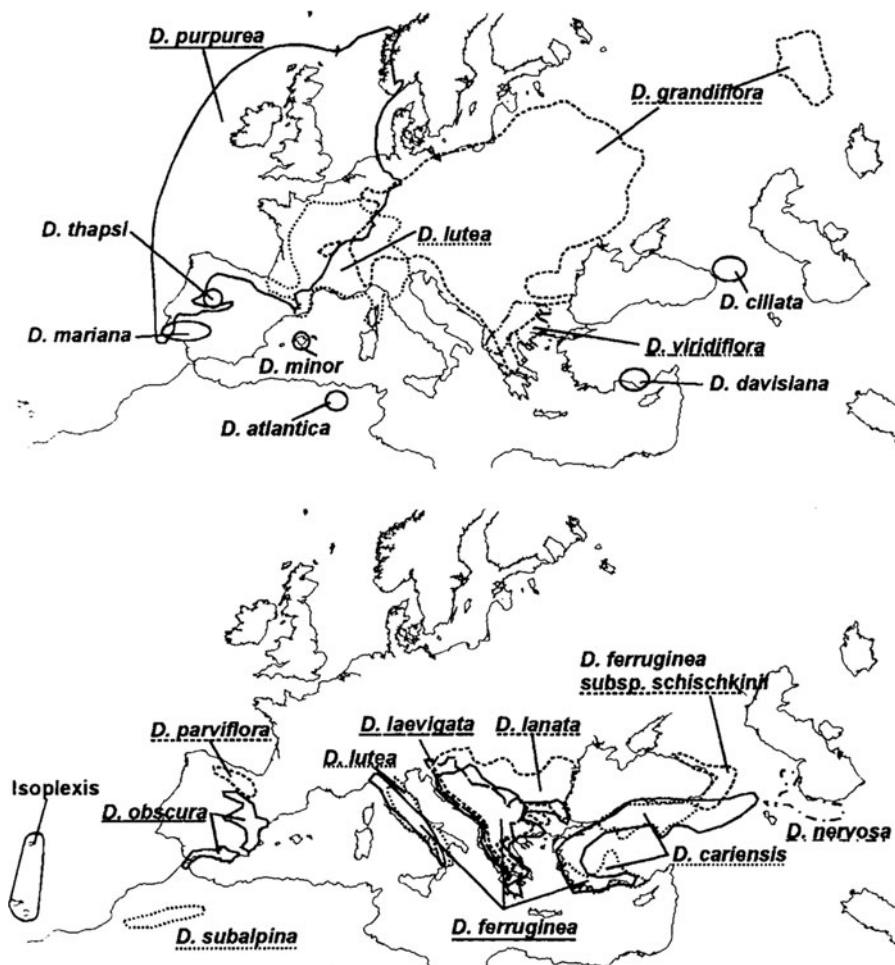 D. purpurea
D. grandiflora
D. thapsI
D. lutea
D. ciliata
D. mariana
D. viridiflora
D. minor
D. davisiana
D. atlantica
D. ferruginea
subsp. schischkinii
D. parviflora
D. laevigata
D. lanata
D. lutea
Isoplexis
D. obscura
D. nervosa
D. cariensis
D. ferruginea
D. subalpina